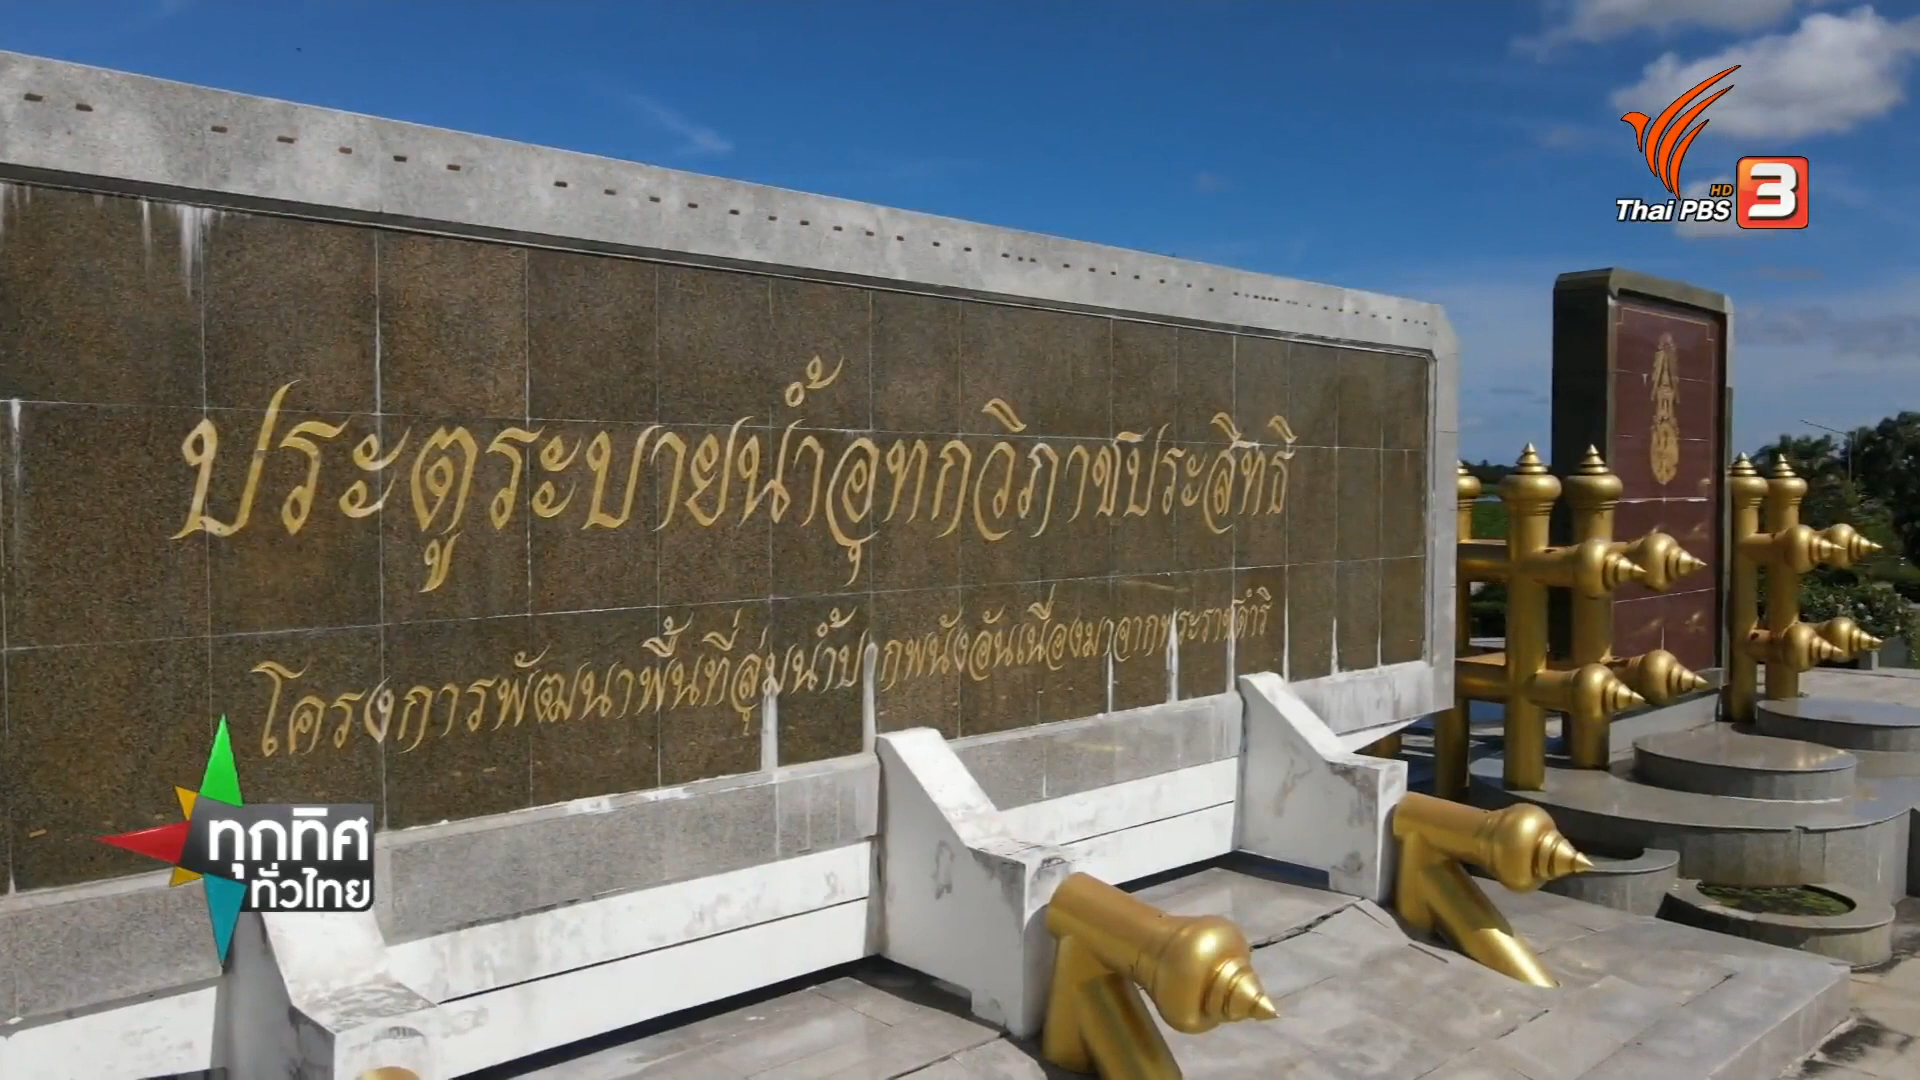 Thai PBS
HD
3
ประตูระบายน้ำอุทกวิภาชประสิทธิ
โครงการพัฒนาพื้นที่ลุ่มน้ำปากพนังอันเนื่องมาจากพระราชดำริ
ทุกทิศ
ทั่วไทย